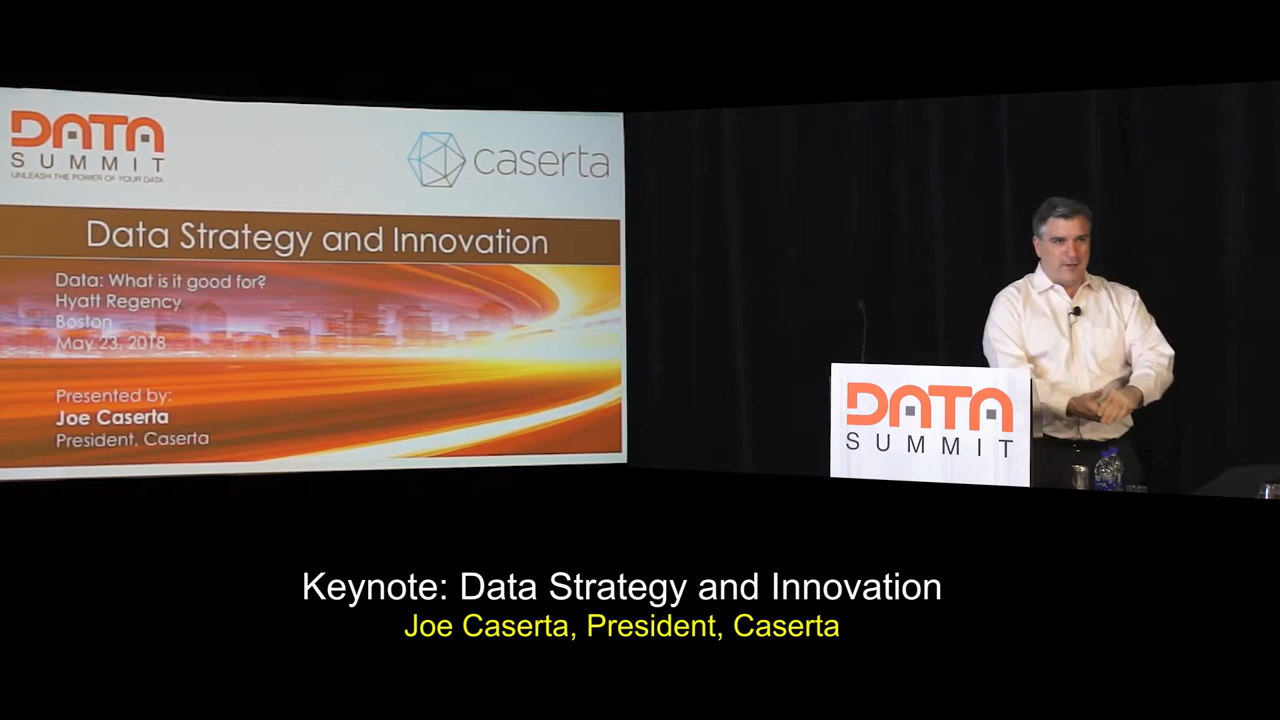 DATA
SUMMIT
UNLEASH THE POWER OF YOUR DATA
caserta
Data Strategy and Innovation
Data: What is it good for?
Hyatt Regency
Boston
May 23, 2018
Presented by:
Joe Caserta
President, Caserta
DATA
SUMMIT
Keynote: Data Strategy and Innovation
Joe Caserta, President, Caserta